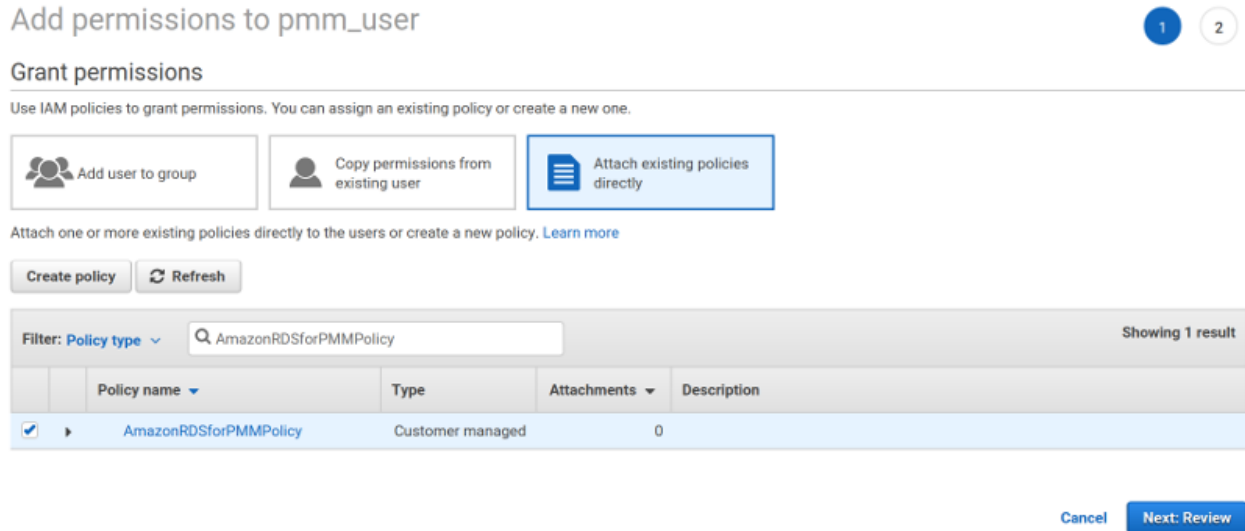 Add permissions to pmm_user
1 2
Grant permissions
Use IAM policies to grant permissions. You can assign an existing policy or create a new one.
Add user to group
Copy permissions from
existing user
Attach existing policies
directly
Attach one or more existing policies directly to the users or create a new policy. Learn more
Create policy Refresh
Filter: Policy type AmazonRDSforPMMPolicy Showing 1 result
Policy name Type Attachments Description
AmazonRDSforPMMPolicy Customer managed 0
Cancel Next: Review